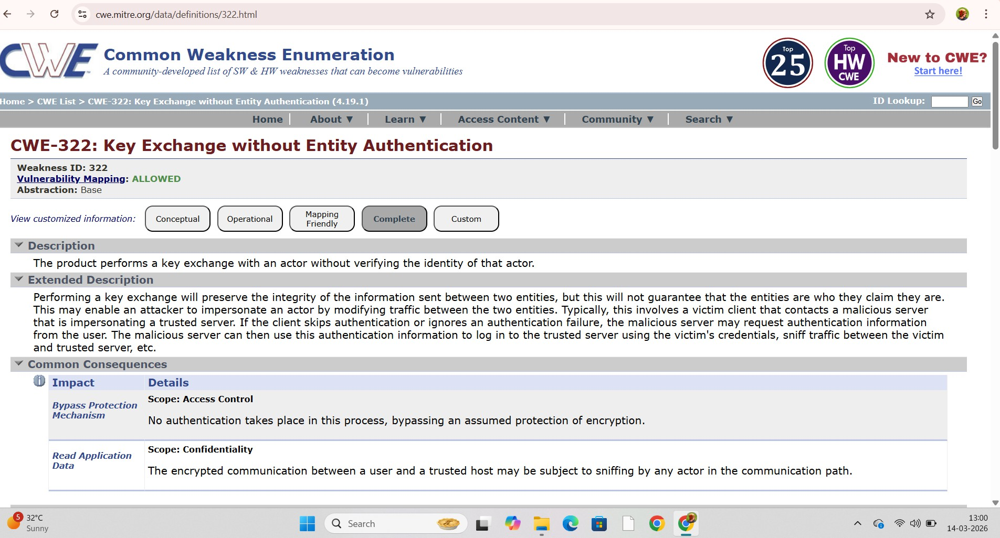 cwe.mitre.org/data/definitions/322.html
CWE
Common Weakness Enumeration
A community-developed list of SW & HW weaknesses that can become vulnerabilities
Top
25
Top
HW
CWE
New to CWE?
Start here!
Home > CWE List > CWE-322: Key Exchange without Entity Authentication (4.19.1)
ID Lookup:
Go
Home
About ▼
Learn ▼
Access Content ▼
Community ▼
Search ▼
CWE-322: Key Exchange without Entity Authentication
Weakness ID: 322
Vulnerability Mapping: ALLOWED
Abstraction: Base
View customized information:
Conceptual
Operational
Mapping
Friendly
Complete
Custom
Description
The product performs a key exchange with an actor without verifying the identity of that actor.
Extended Description
Performing a key exchange will preserve the integrity of the information sent between two entities, but this will not guarantee that the entities are who they claim they are.
This may enable an attacker to impersonate an actor by modifying traffic between the two entities. Typically, this involves a victim client that contacts a malicious server
that is impersonating a trusted server. If the client skips authentication or ignores an authentication failure, the malicious server may request authentication information
from the user. The malicious server can then use this authentication information to log in to the trusted server using the victim's credentials, sniff traffic between the victim
and trusted server, etc.
Common Consequences
Impact
Details
Bypass Protection
Mechanism
Scope: Access Control
No authentication takes place in this process, bypassing an assumed protection of encryption.
Read Application
Data
Scope: Confidentiality
The encrypted communication between a user and a trusted host may be subject to sniffing by any actor in the communication path.
5
32°C
Sunny
Search
13:00
14-03-2026